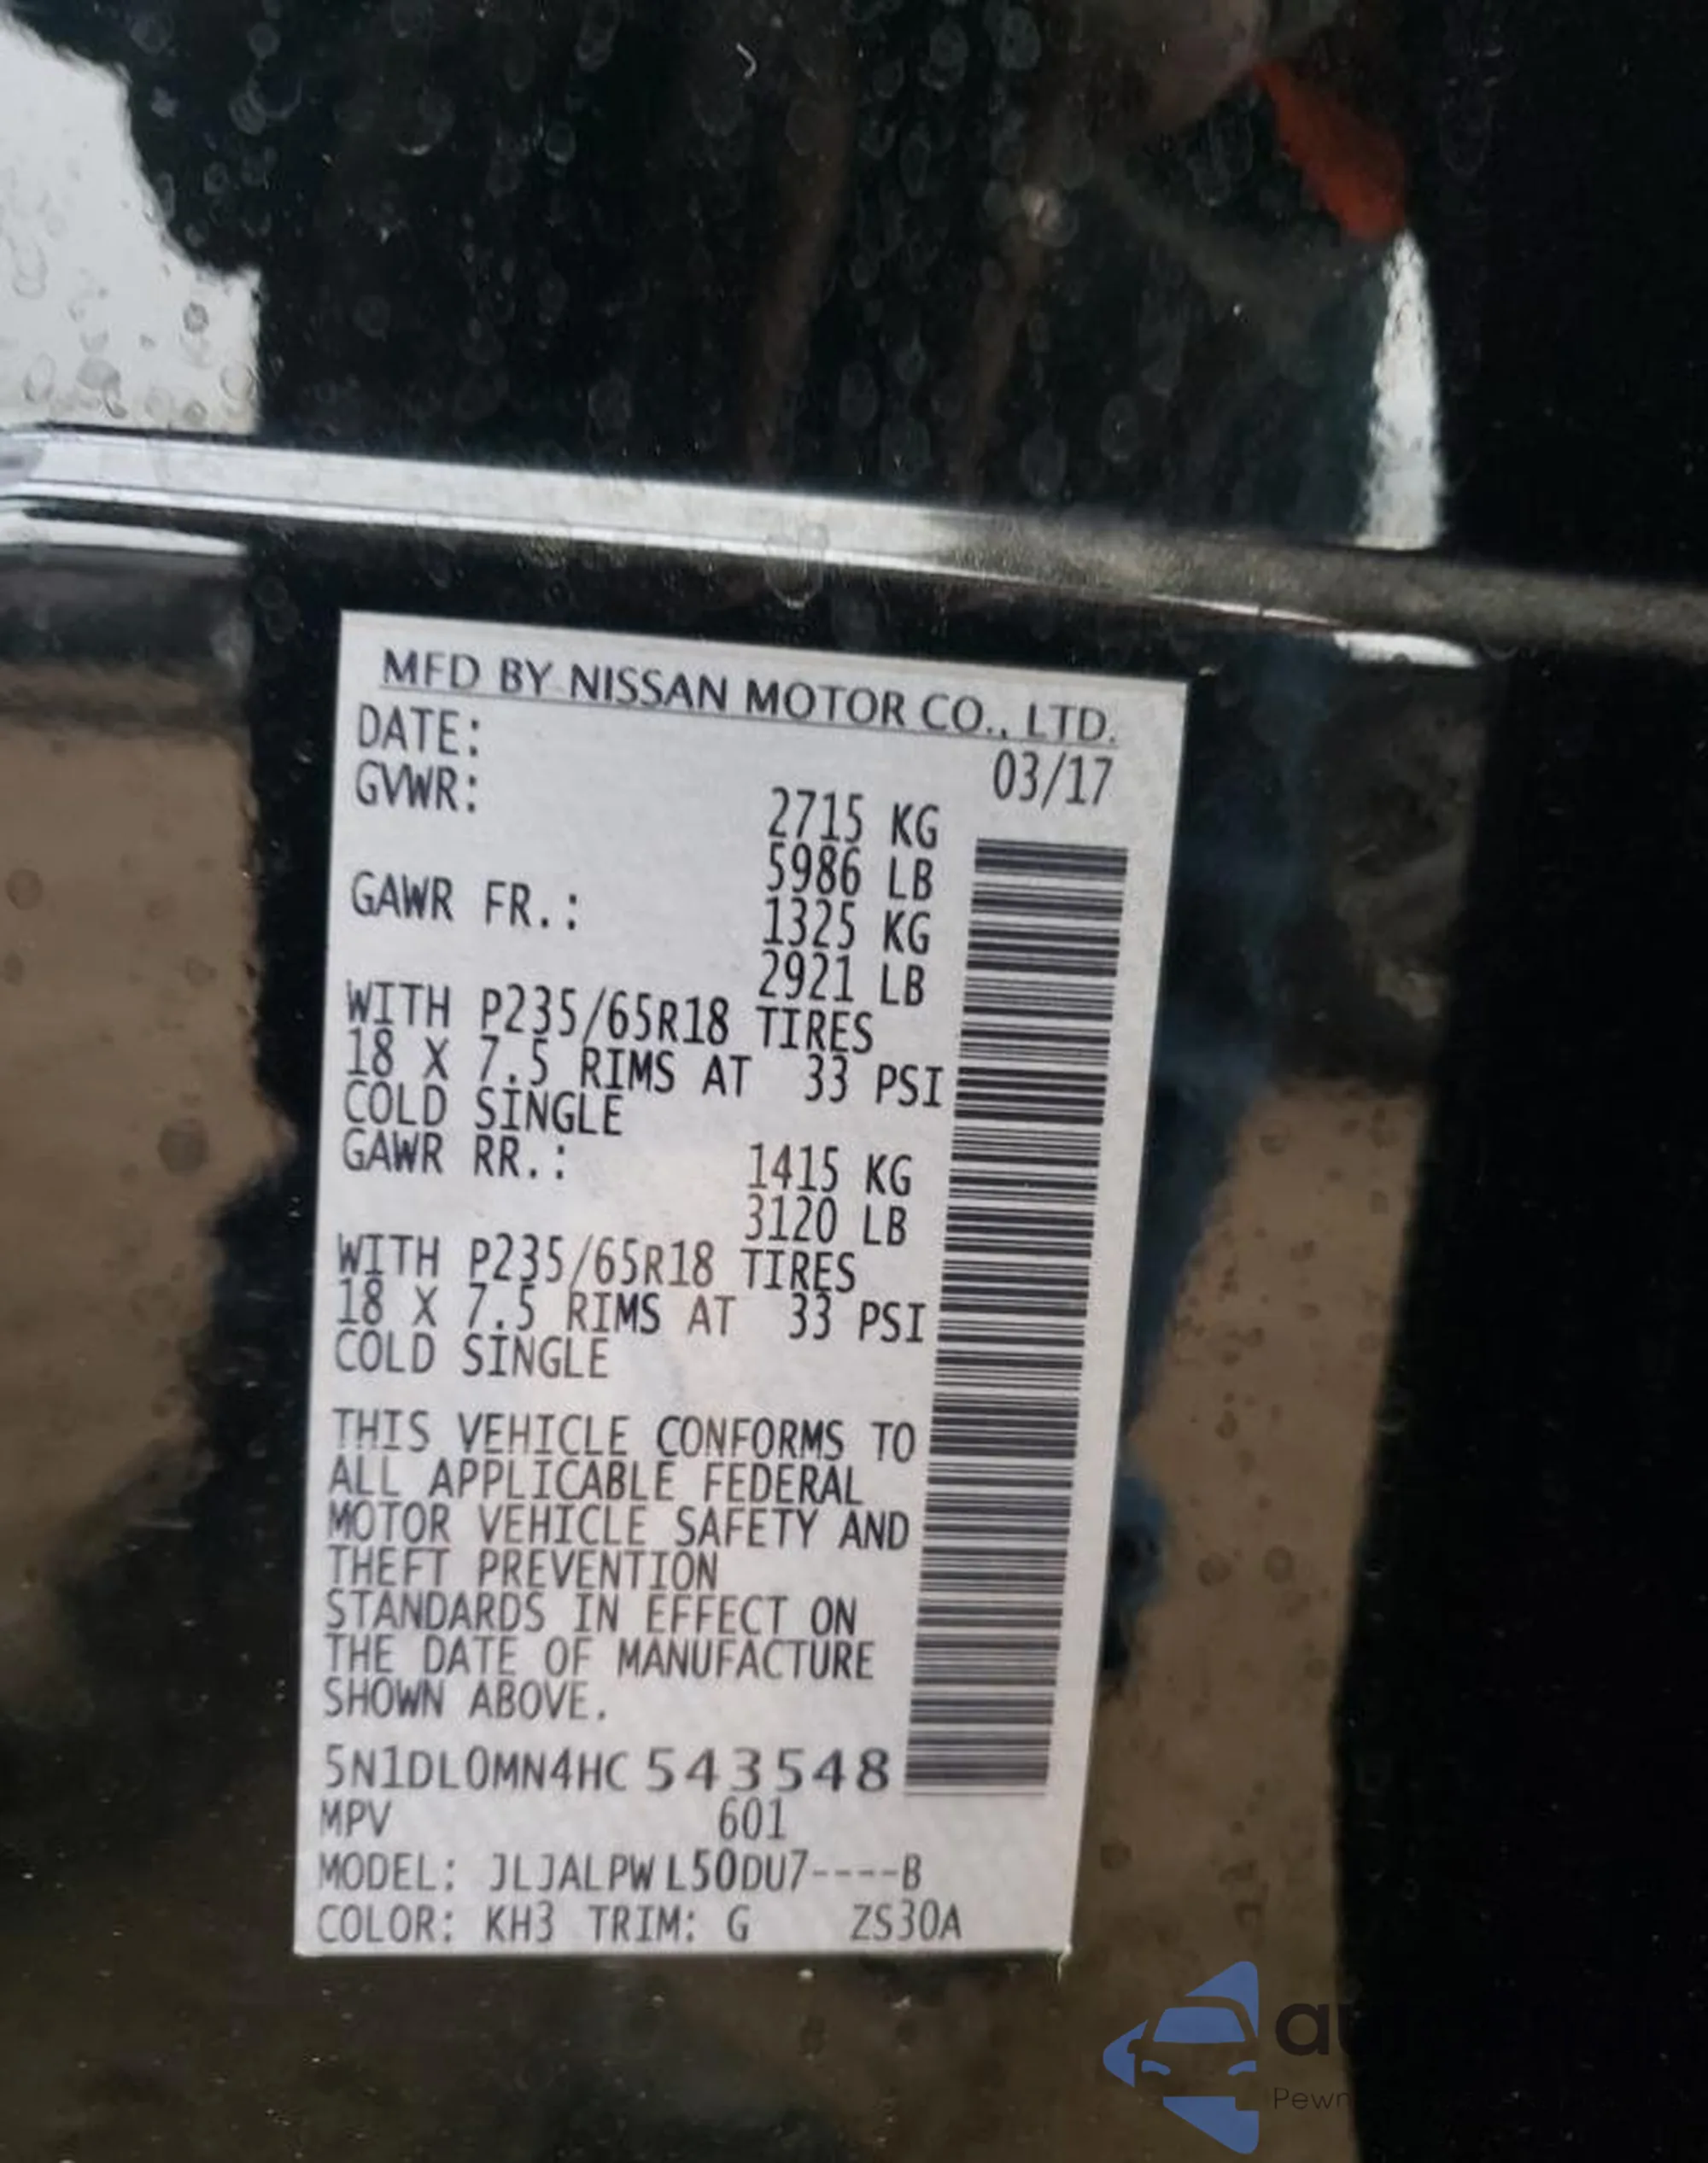 MFD BY NISSAN MOTOR CO., LTD.
DATE: 03/17
GVWR: 2715 KG
5986 LB
GAWR FR.: 1325 KG
2921 LB
WITH P235/65R18 TIRES
18 X 7.5 RIMS AT 33 PSI
COLD SINGLE
GAWR RR.: 1415 KG
3120 LB
WITH P235/65R18 TIRES
18 X 7.5 RIMS AT 33 PSI
COLD SINGLE
THIS VEHICLE CONFORMS TO
ALL APPLICABLE FEDERAL
MOTOR VEHICLE SAFETY AND
THEFT PREVENTION
STANDARDS IN EFFECT ON
THE DATE OF MANUFACTURE
SHOWN ABOVE.
5N1DL0MN4HC 543548
MPV 601
MODEL: JLJALPW L50DU7----B
COLOR: KH3 TRIM: G ZS30A